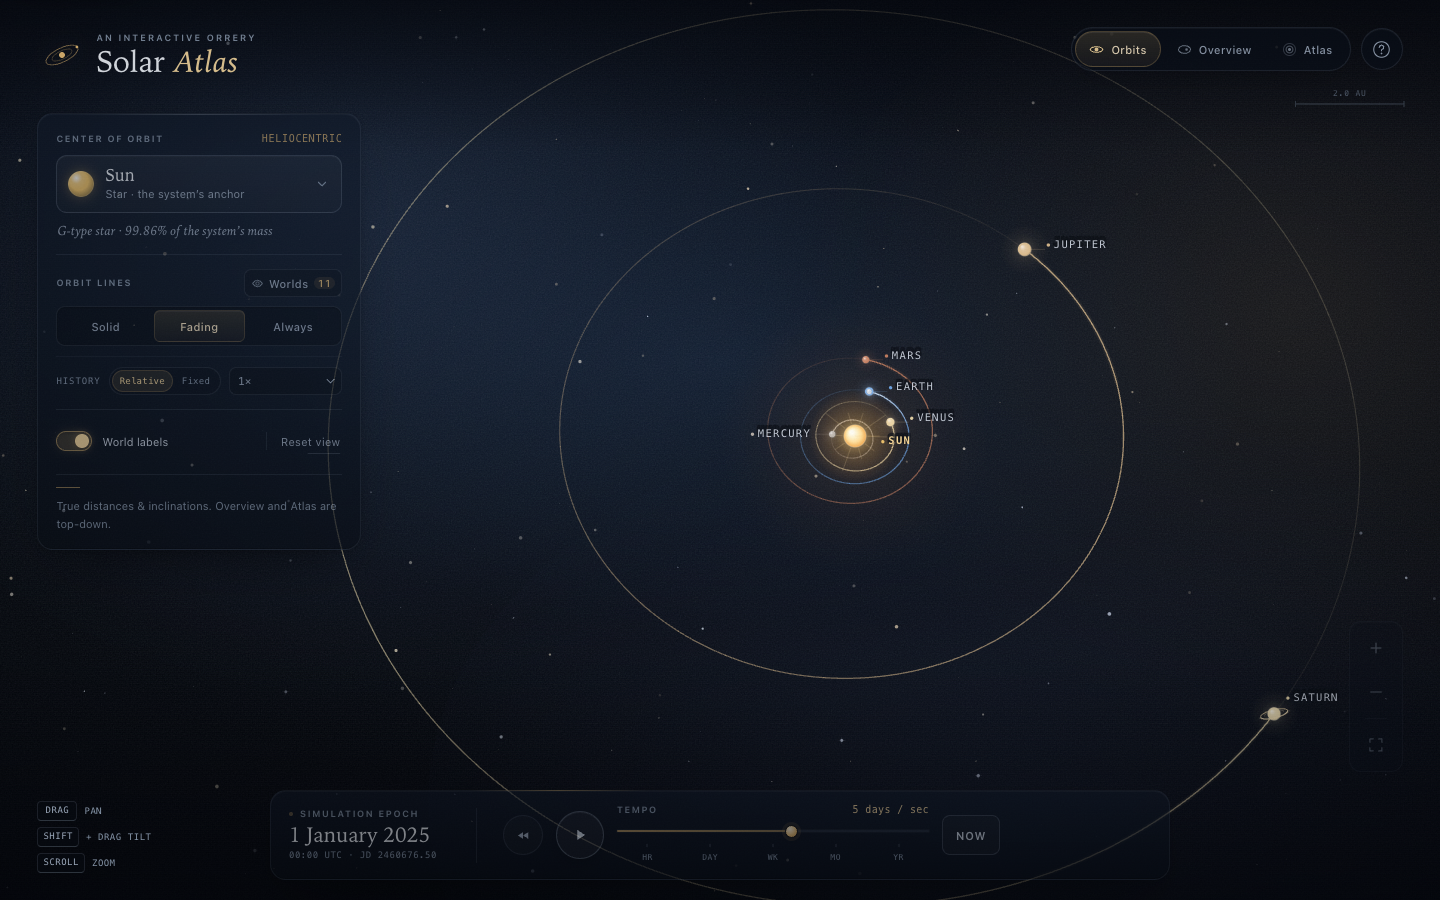 AN INTERACTIVE ORRERY
Solar Atlas
Orbits
Overview
Atlas
?
2.0 AU
CENTER OF ORBIT
HELIOCENTRIC
Sun
Star · the system's anchor
G-type star · 99.86% of the system's mass
ORBIT LINES
Worlds 11
Solid
Fading
Always
HISTORY
Relative
Fixed
1×
World labels
Reset view
True distances & inclinations. Overview and Atlas are
top-down.
JUPITER
MARS
EARTH
VENUS
MERCURY
SUN
SATURN
+
−
DRAG PAN
SHIFT + DRAG TILT
SCROLL ZOOM
SIMULATION EPOCH
1 January 2025
00:00 UTC · JD 2460676.50
TEMPO
5 days / sec
HR
DAY
WK
MO
YR
NOW